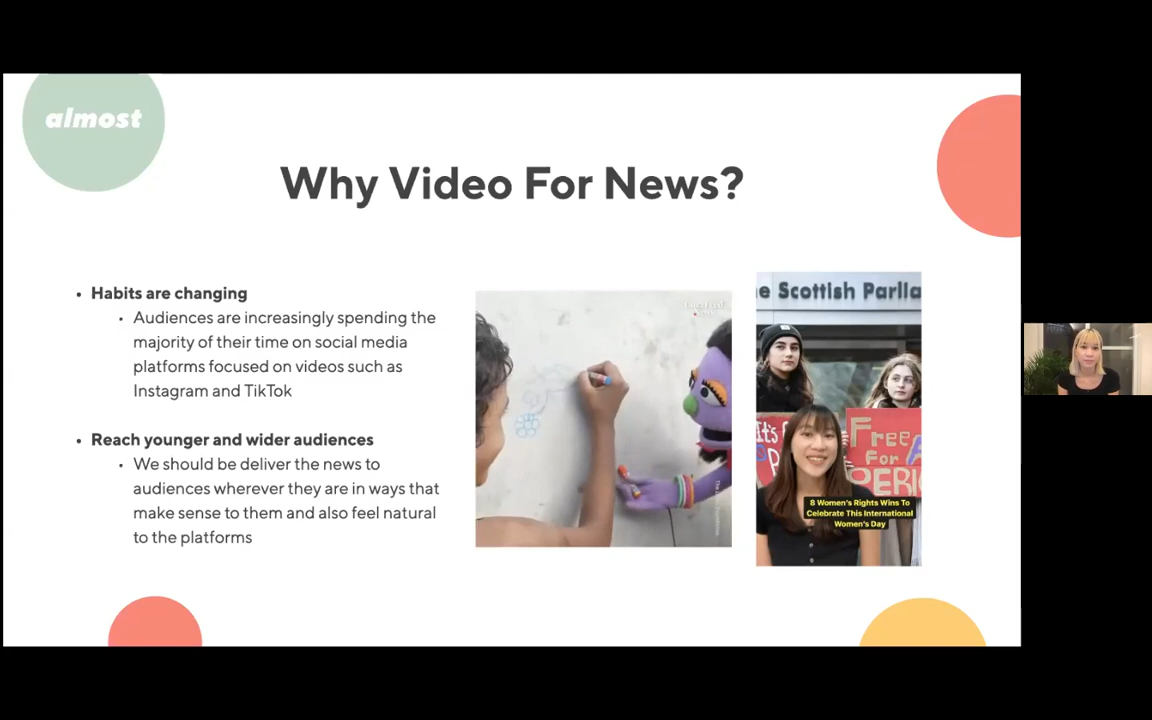 almost
Why Video For News?
• Habits are changing
• Audiences are increasingly spending the
majority of their time on social media
platforms focused on videos such as
Instagram and TikTok
• Reach younger and wider audiences
• We should be deliver the news to
audiences wherever they are in ways that
make sense to them and also feel natural
to the platforms
e Scottish Parlia
It's
P
Free
for
PERI
8 Women's Rights Wins To
Celebrate This International
Women's Day